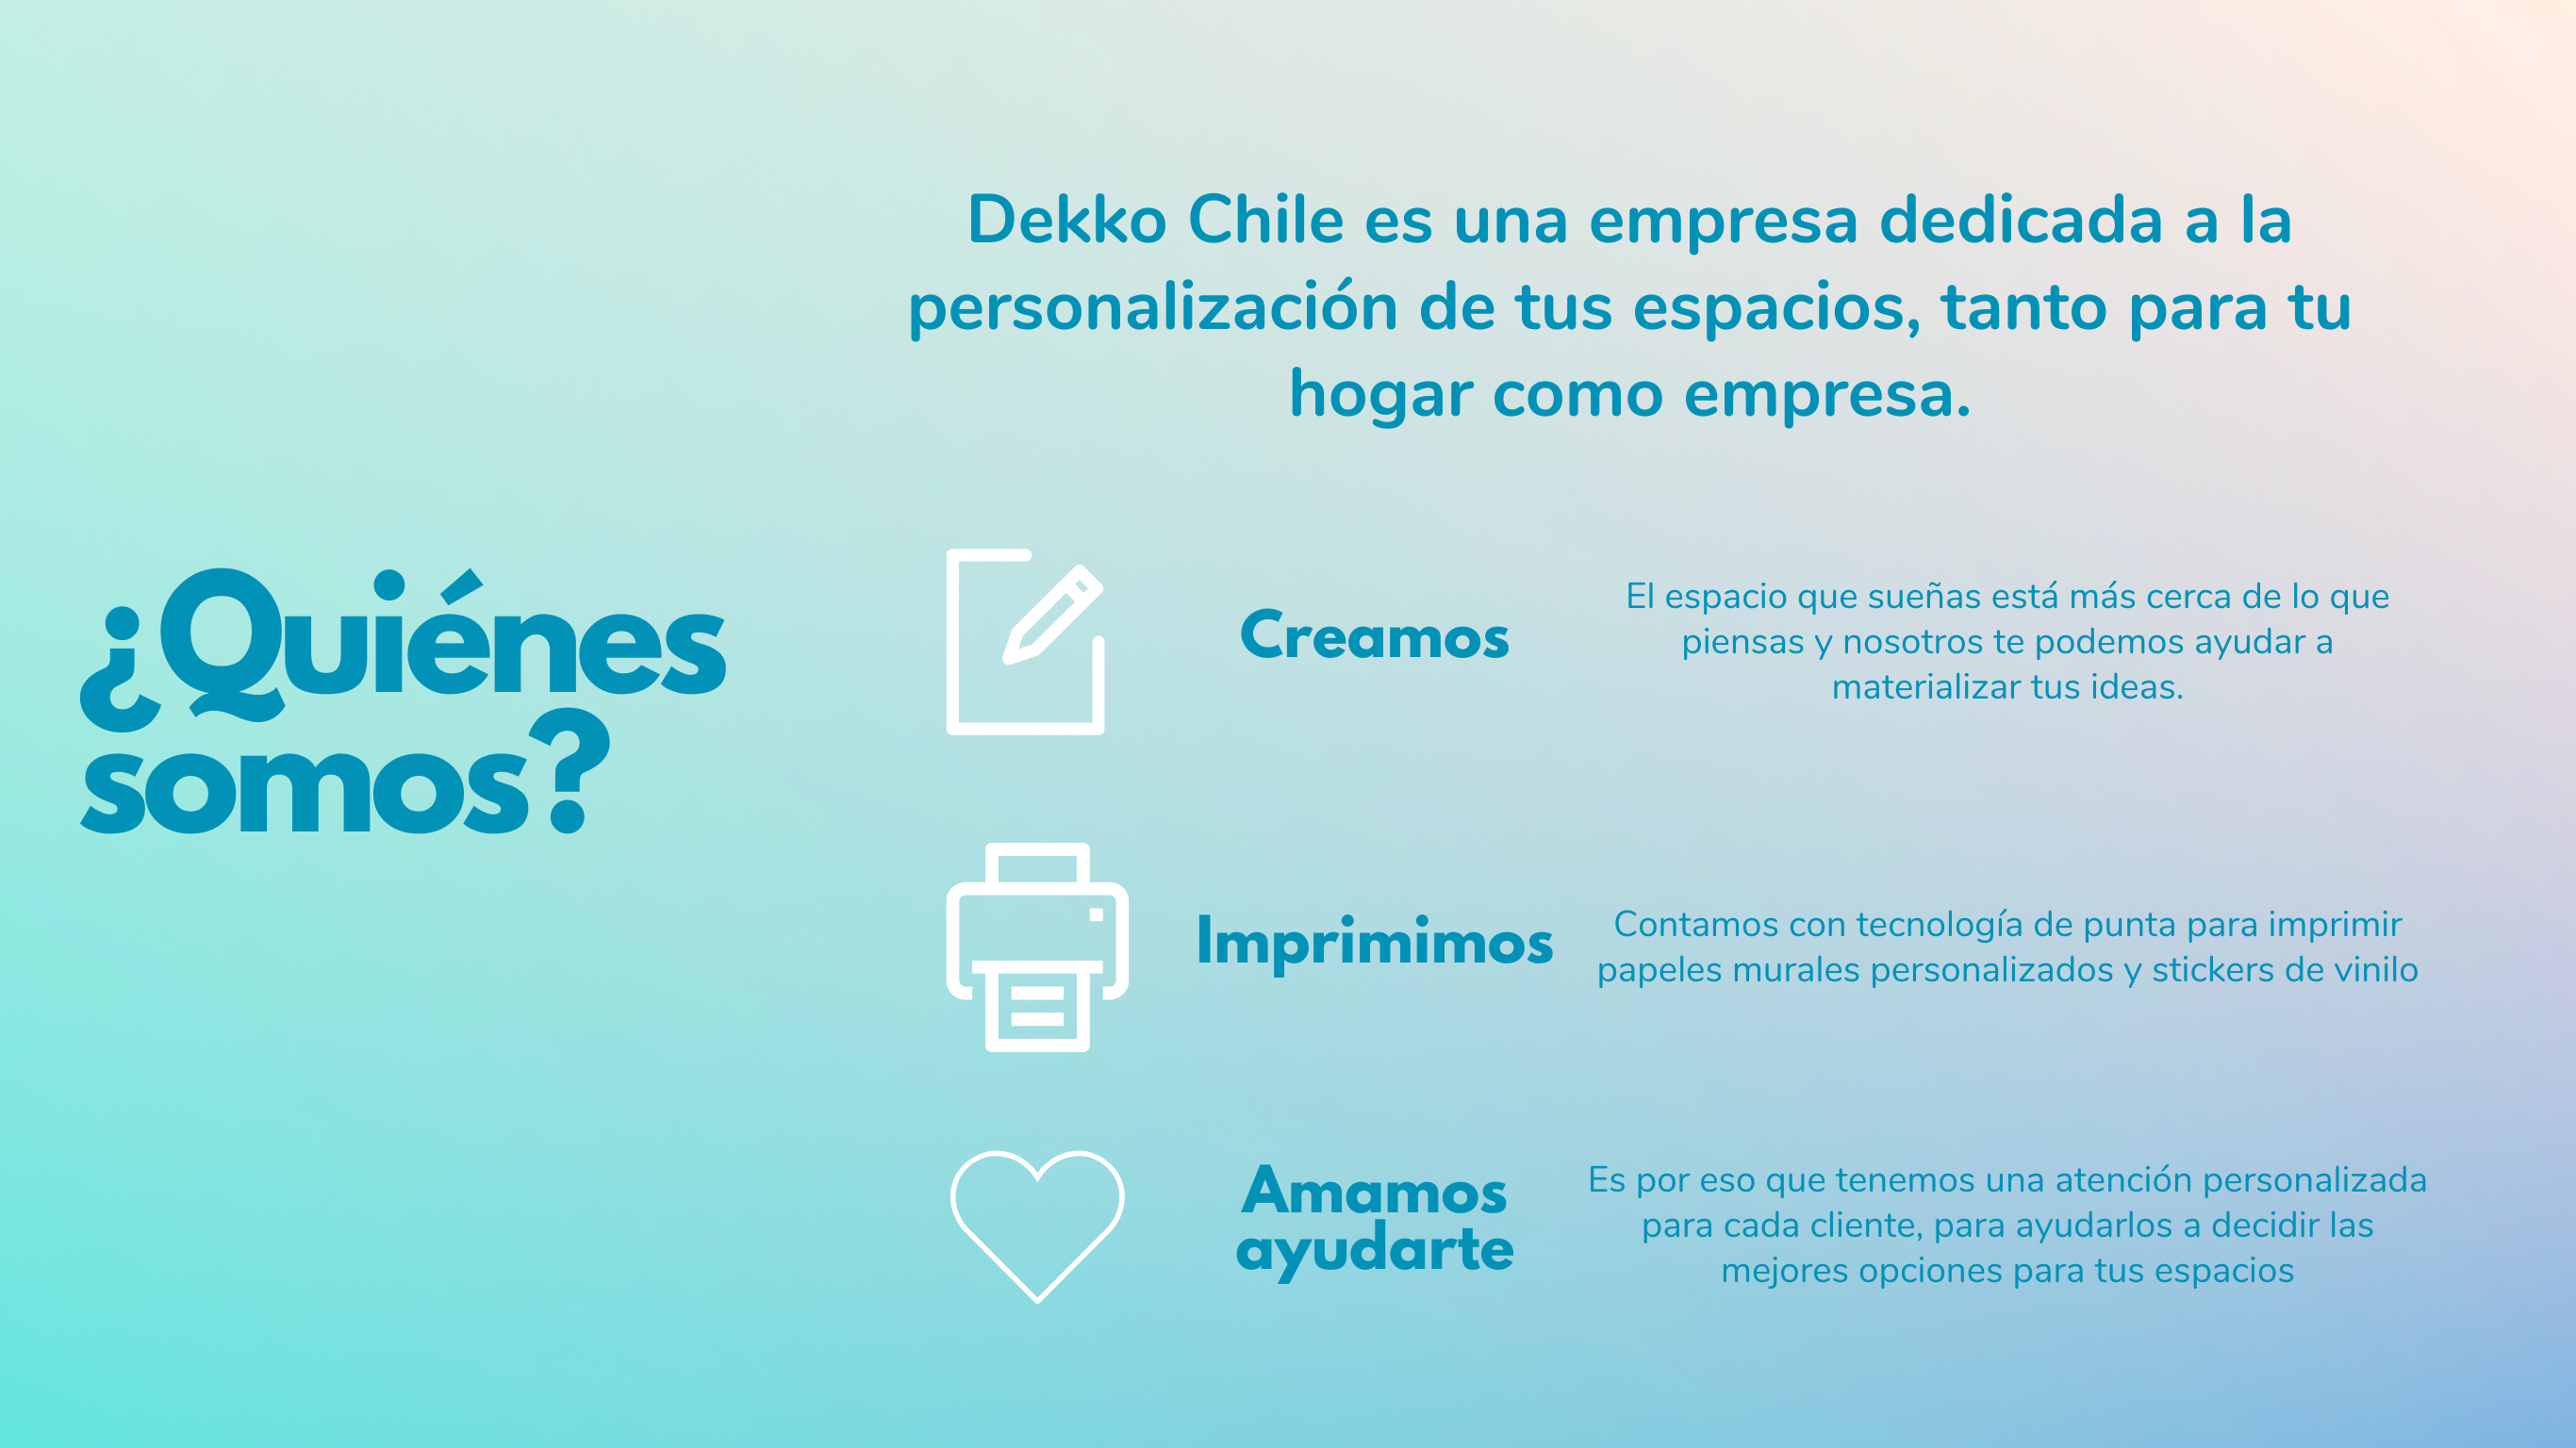 ¿Quiénes
somos?
Dekko Chile es una empresa dedicada a la
personalización de tus espacios, tanto para tu
hogar como empresa.
Creamos
El espacio que sueñas está más cerca de lo que
piensas y nosotros te podemos ayudar a
materializar tus ideas.
Imprimimos
Contamos con tecnología de punta para imprimir
papeles murales personalizados y stickers de vinilo
Amamos
ayudarte
Es por eso que tenemos una atención personalizada
para cada cliente, para ayudarlos a decidir las
mejores opciones para tus espacios